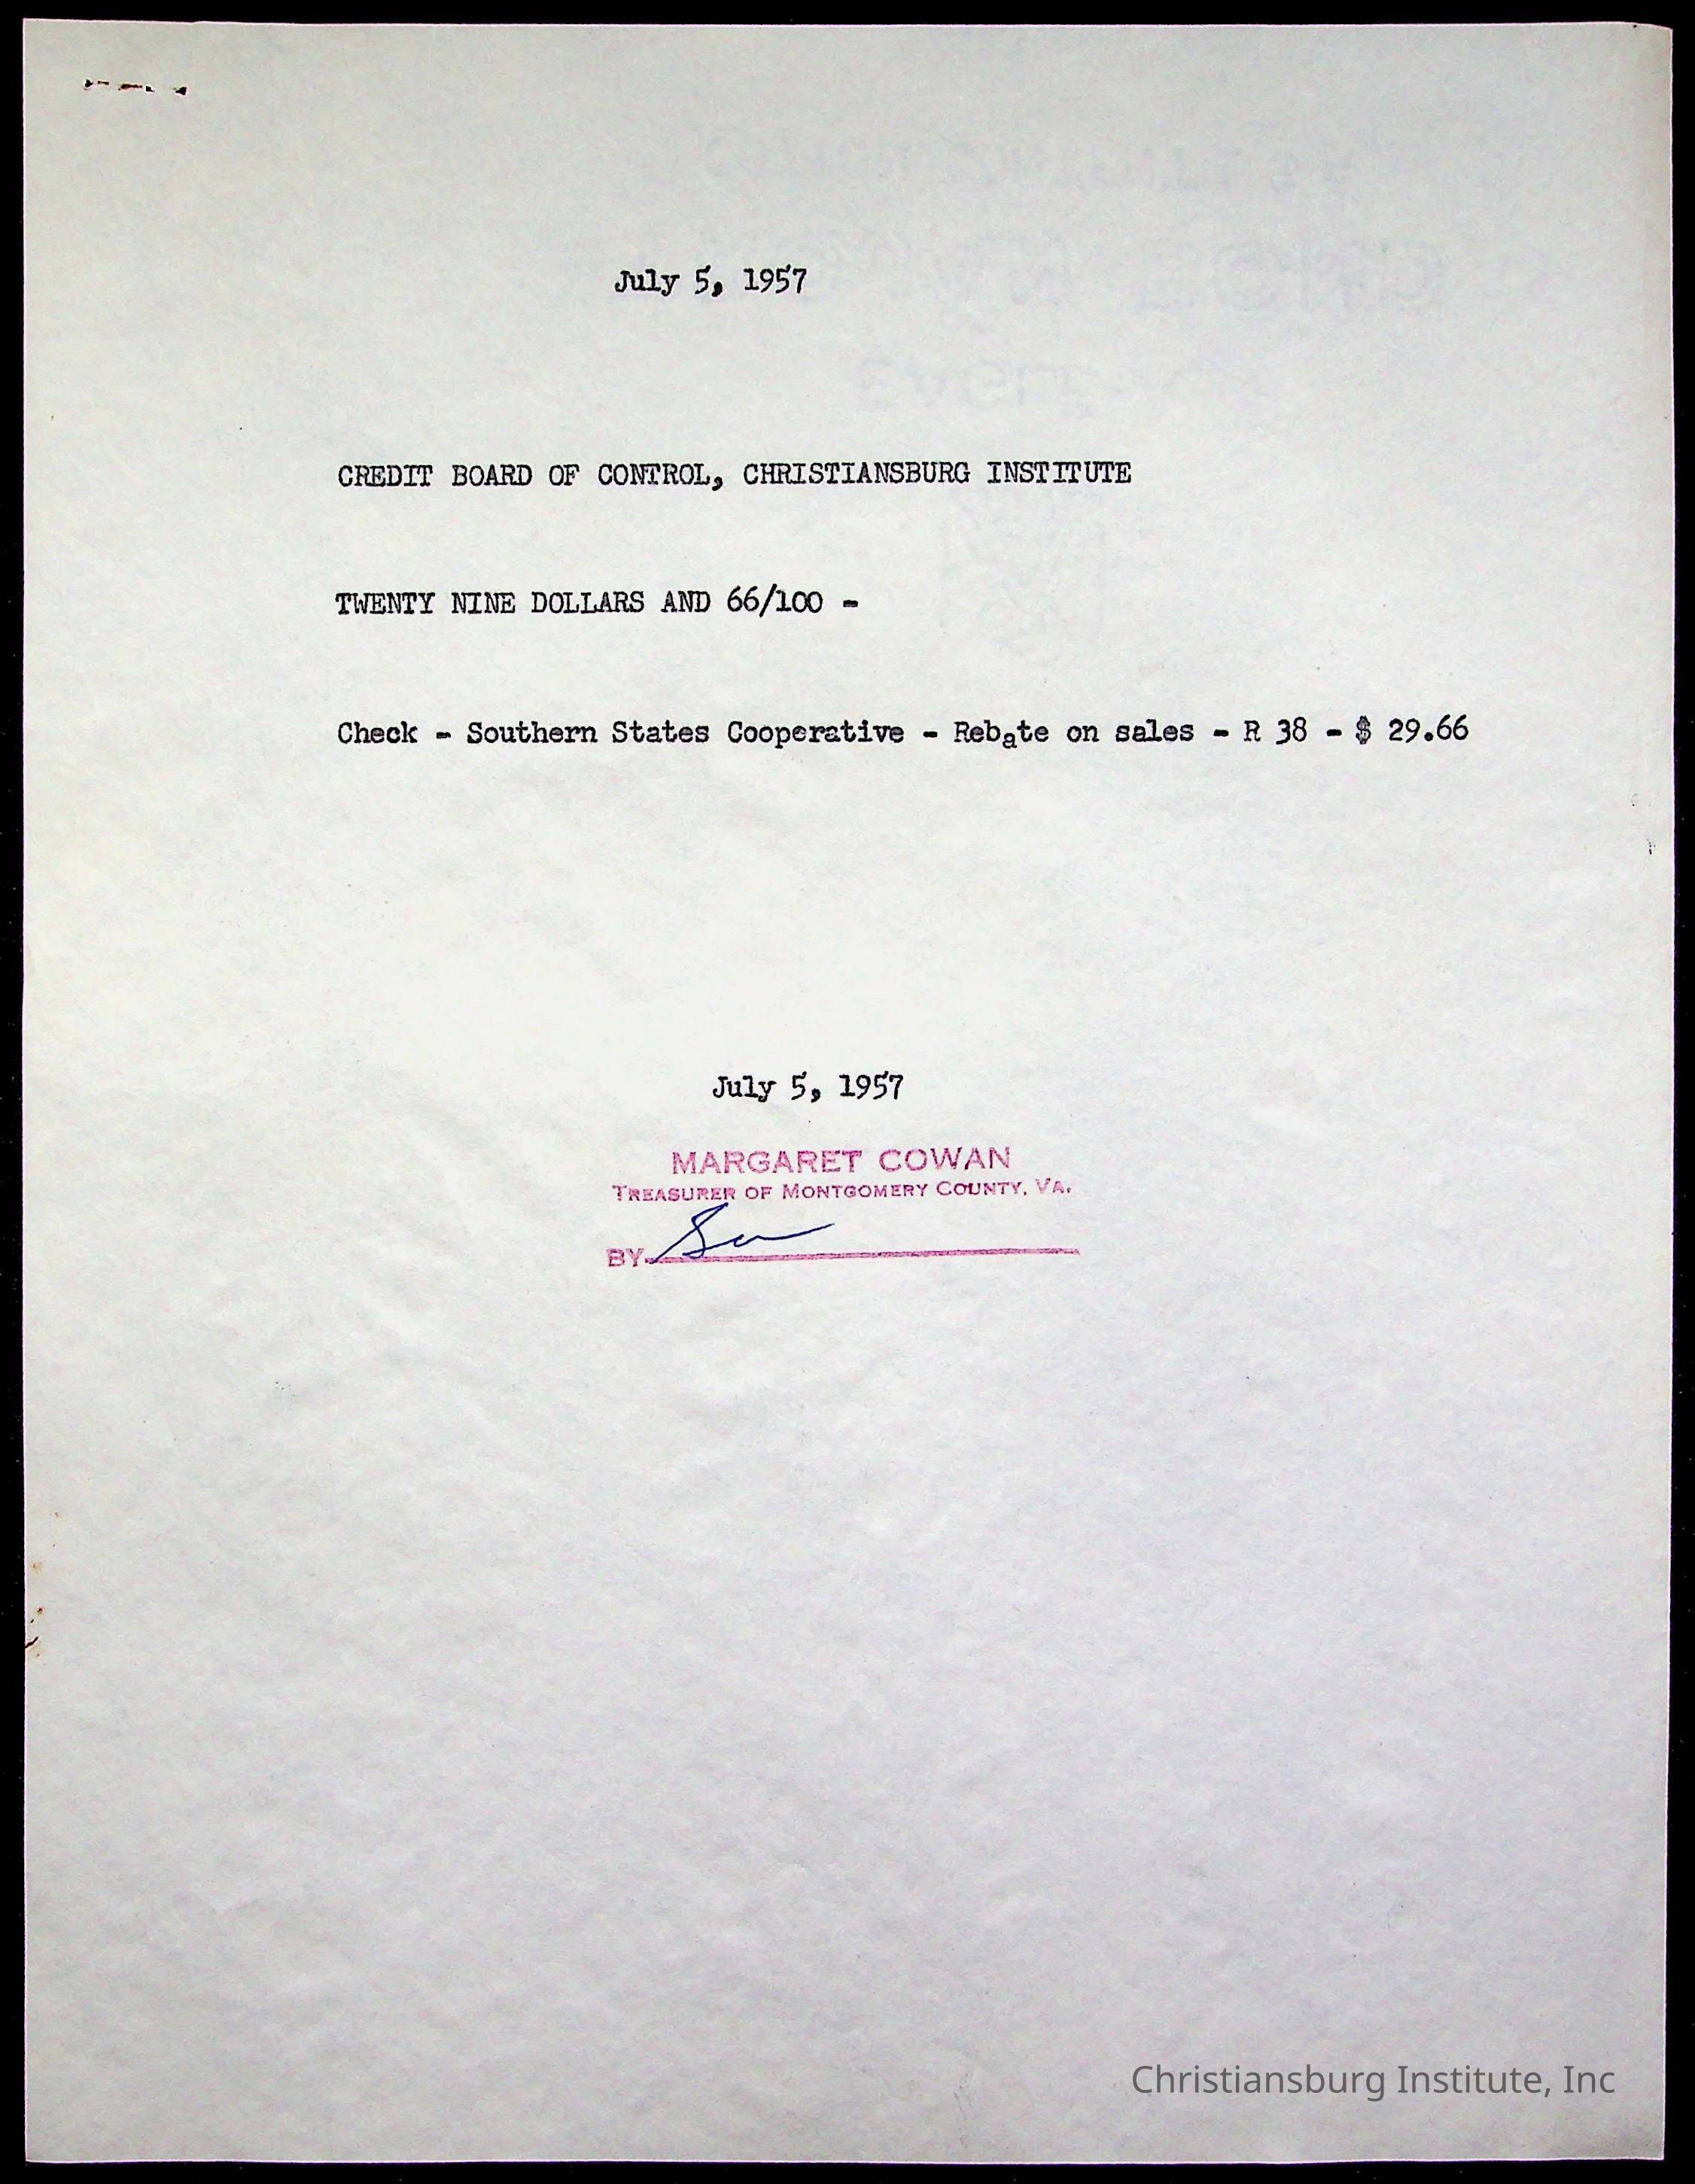 July 5, 1957
CREDIT BOARD OF CONTROL, CHRISTIANSBURG INSTITUTE
TWENTY NINE DOLLARS AND 66/100 -
Check - Southern States Cooperative - Rebate on sales - R 38 - $ 29.66
July 5, 1957
MARGARET COWAN
TREASURER OF MONTGOMERY COUNTY, VA.
BY
Christiansburg Institute, Inc